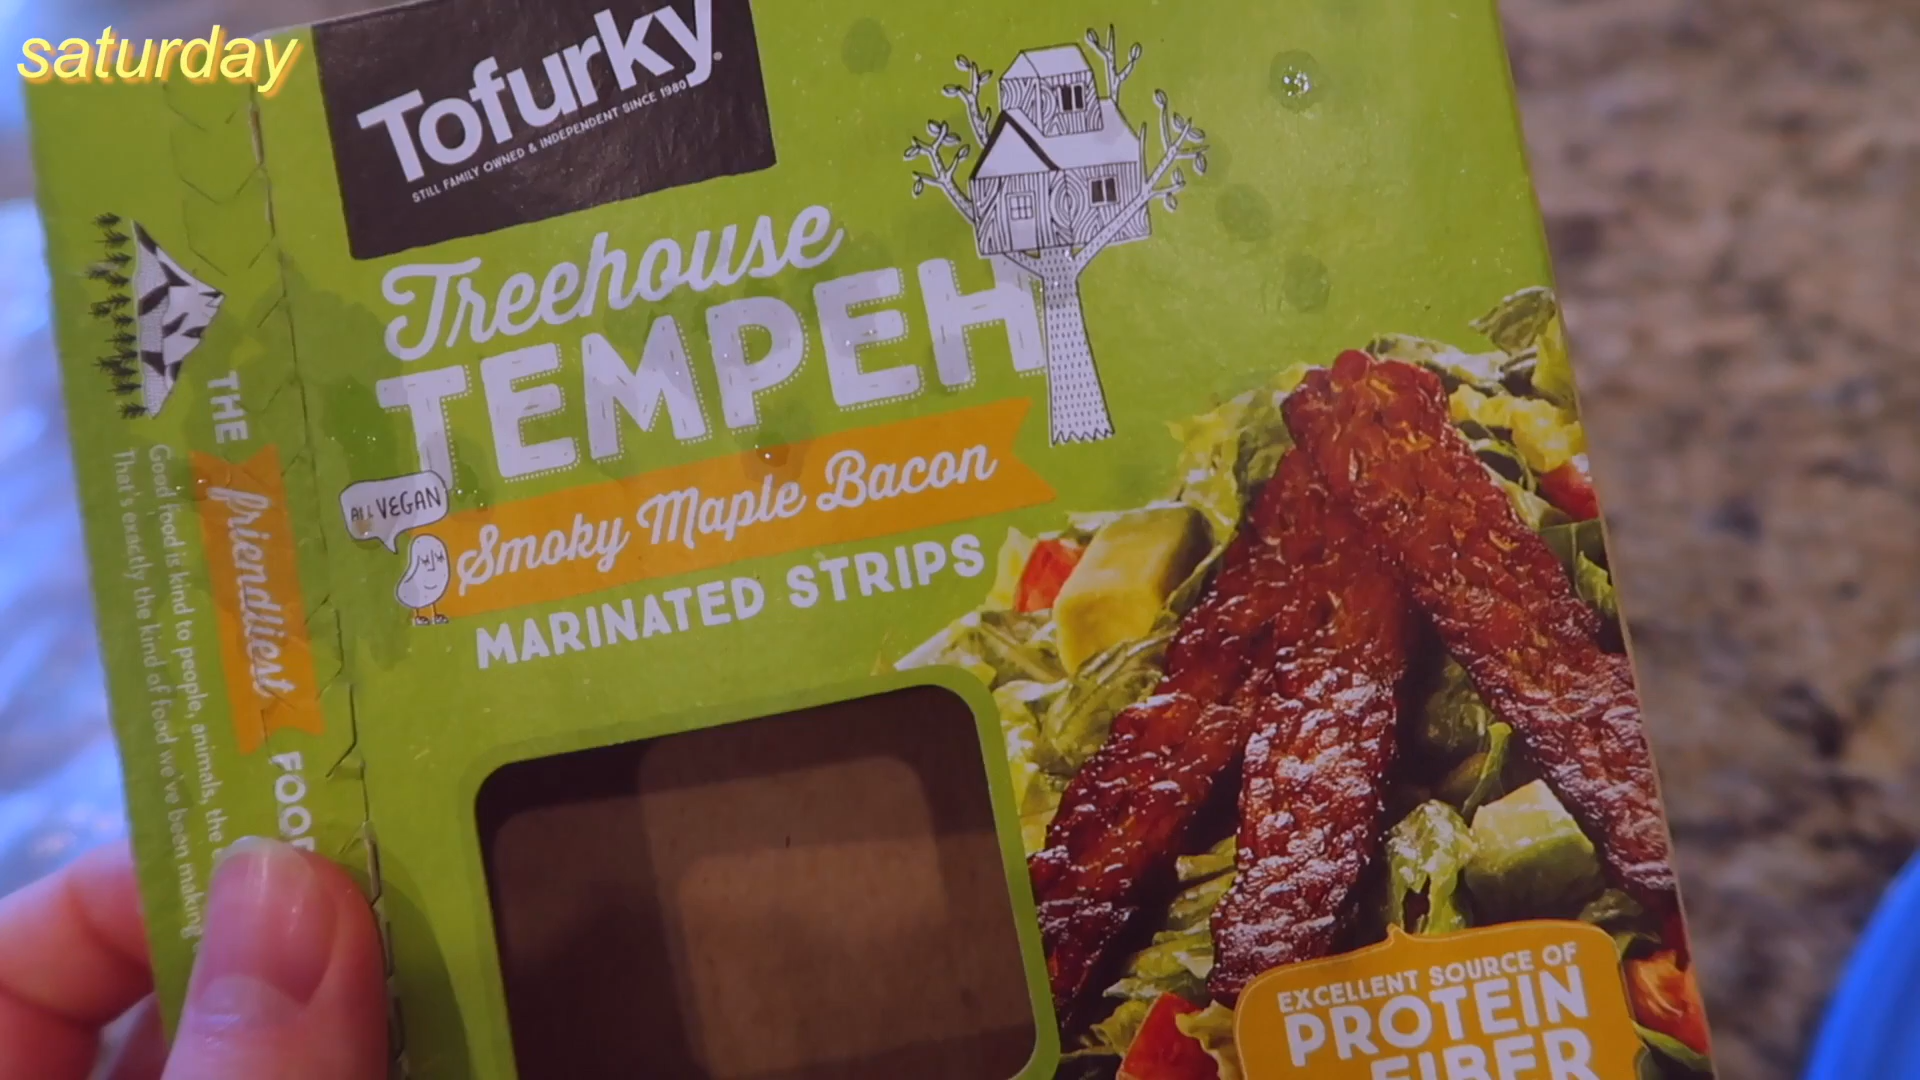 saturday
Tofurky
STILL FAMILY OWNED & INDEPENDENT SINCE 1980
Treehouse
TEMPEH
ALL VEGAN
Smoky Maple Bacon
MARINATED STRIPS
EXCELLENT SOURCE OF
PROTEIN
FIBER
THE friendliest
Good food is kind to people, animals, the
That's exactly the kind of food we've been making